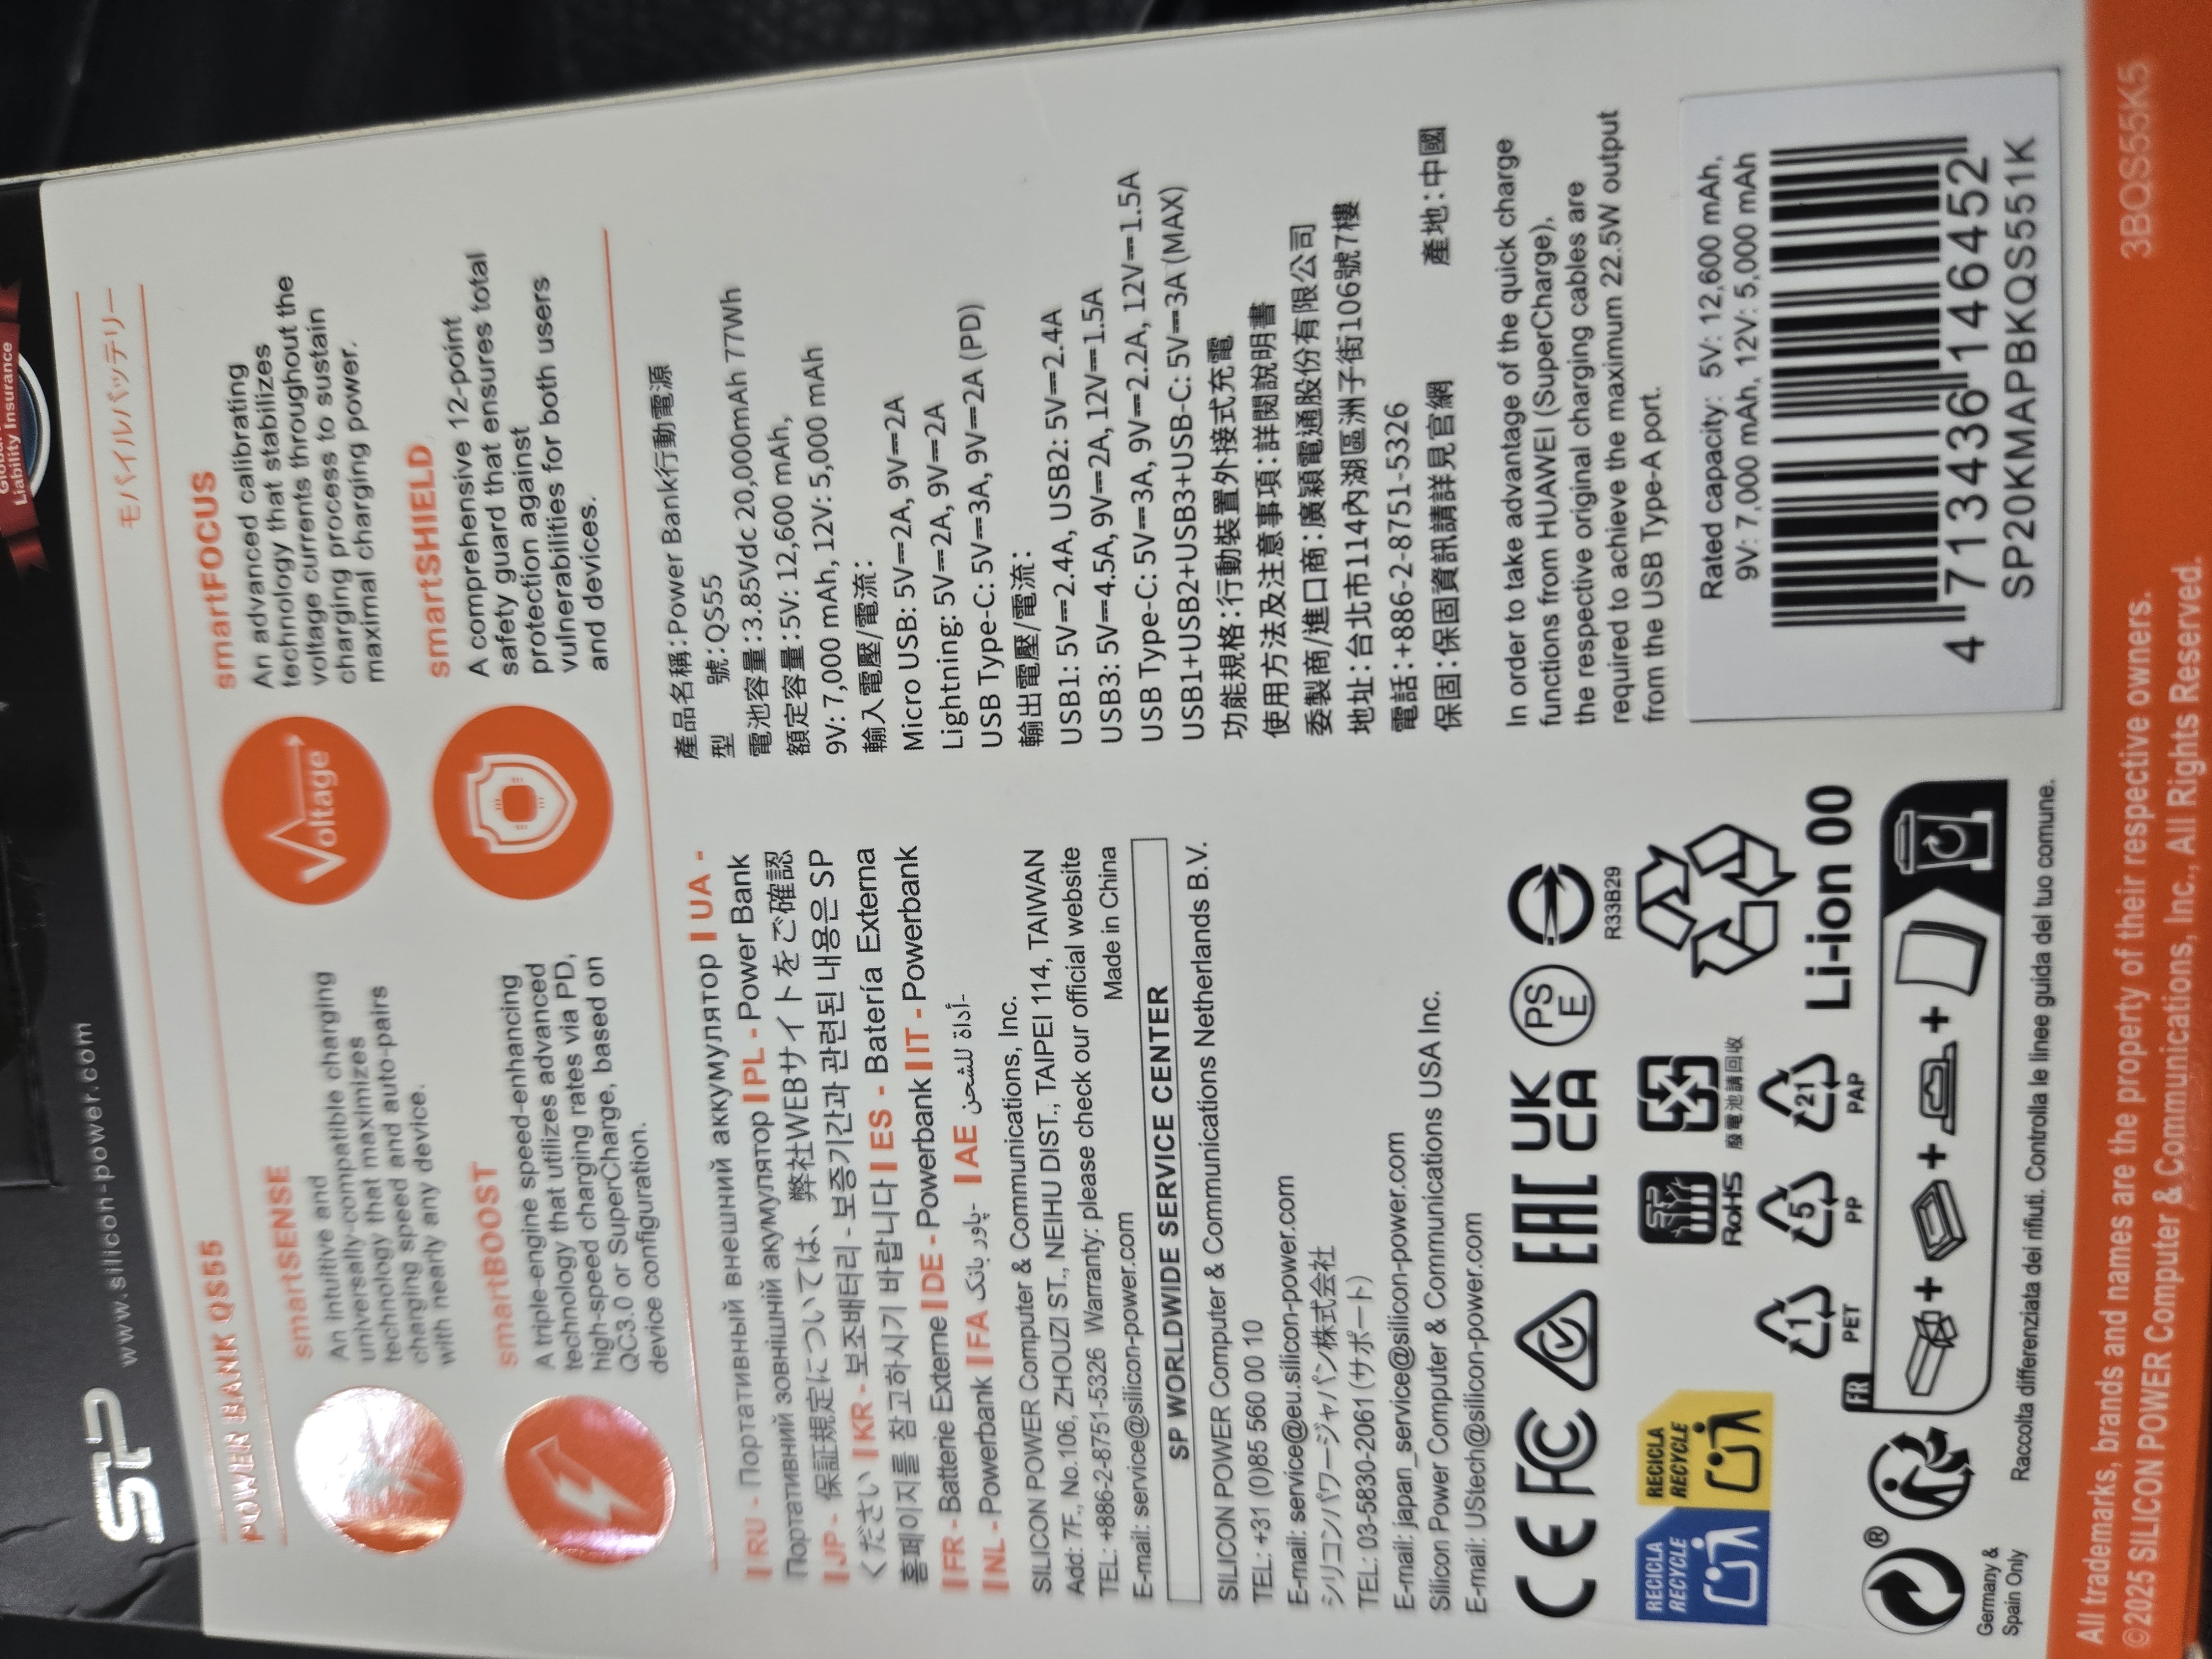 Liability Insurance
SP
www.silicon-power.com
POWER BANK QS55
モバイルバッテリー
smartSENSE
An intuitive and
universally-compatible charging
technology that maximizes
charging speed and auto-pairs
with nearly any device.
smartFOCUS
An advanced calibrating
technology that stabilizes
voltage currents throughout the
charging process to sustain
maximal charging power.
Voltage
smartBOOST
A triple-engine speed-enhancing
technology that utilizes advanced
high-speed charging rates via PD,
QC3.0 or SuperCharge, based on
device configuration.
smartSHIELD
A comprehensive 12-point
safety guard that ensures total
protection against
vulnerabilities for both users
and devices.
RU - Портативный внешний аккумулятор | UA -
Портативний зовнішній акумулятор | PL - Power Bank
| JP - 保証規定については、弊社WEBサイトをご確認
ください | KR - 보조배터리 - 보증기간과 관련된 내용은 SP
홈페이지를 참고하시기 바랍니다 | ES - Batería Externa
| FR - Batterie Externe | DE - Powerbank | IT - Powerbank
| NL - Powerbank | FA پاور بانک- | AE أداة للشحن-
SILICON POWER Computer & Communications, Inc.
Add: 7F., No.106, ZHOUZI ST., NEIHU DIST., TAIPEI 114, TAIWAN
TEL: +886-2-8751-5326 Warranty: please check our official website
E-mail: service@silicon-power.com Made in China
SP WORLDWIDE SERVICE CENTER
SILICON POWER Computer & Communications Netherlands B.V.
TEL: +31 (0)85 560 00 10
E-mail: service@eu.silicon-power.com
シリコンパワージャパン株式会社
TEL: 03-5830-2061 (サポート)
E-mail: japan_service@silicon-power.com
Silicon Power Computer & Communications USA Inc.
E-mail: UStech@silicon-power.com
產品名稱:Power Bank行動電源
型 號:QS55
電池容量:3.85Vdc 20,000mAh 77Wh
額定容量:5V: 12,600 mAh,
9V: 7,000 mAh, 12V: 5,000 mAh
輸入電壓/電流:
Micro USB: 5V⎓2A, 9V⎓2A
Lightning: 5V⎓2A, 9V⎓2A
USB Type-C: 5V⎓3A, 9V⎓2A (PD)
輸出電壓/電流:
USB1: 5V⎓2.4A, USB2: 5V⎓2.4A
USB3: 5V⎓4.5A, 9V⎓2A, 12V⎓1.5A
USB Type-C: 5V⎓3A, 9V⎓2.2A, 12V⎓1.5A
USB1+USB2+USB3+USB-C: 5V⎓3A (MAX)
功能規格:行動裝置外接式充電
使用方法及注意事項:詳閱說明書
委製商/進口商:廣穎電通股份有限公司
地址:台北市114內湖區洲子街106號7樓
電話:+886-2-8751-5326
保固:保固資訊請詳見官網 產地:中國
In order to take advantage of the quick charge
functions from HUAWEI (SuperCharge),
the respective original charging cables are
required to achieve the maximum 22.5W output
from the USB Type-A port.
CE FC EAC UK CA PS E
R33B29
RECICLA RECYCLE
RECICLA RECYCLE
RoHS
廢電池請回收
1 PET
5 PP
21 PAP
Li-ion 00
®
Germany &
Spain Only
FR
Raccolta differenziata dei rifiuti. Controlla le linee guida del tuo comune.
Rated capacity: 5V: 12,600 mAh,
9V: 7,000 mAh, 12V: 5,000 mAh
4 713436 146452
SP20KMAPBKQS551K
All trademarks, brands and names are the property of their respective owners.
©2025 SILICON POWER Computer & Communications, Inc., All Rights Reserved.
3BQS55K5